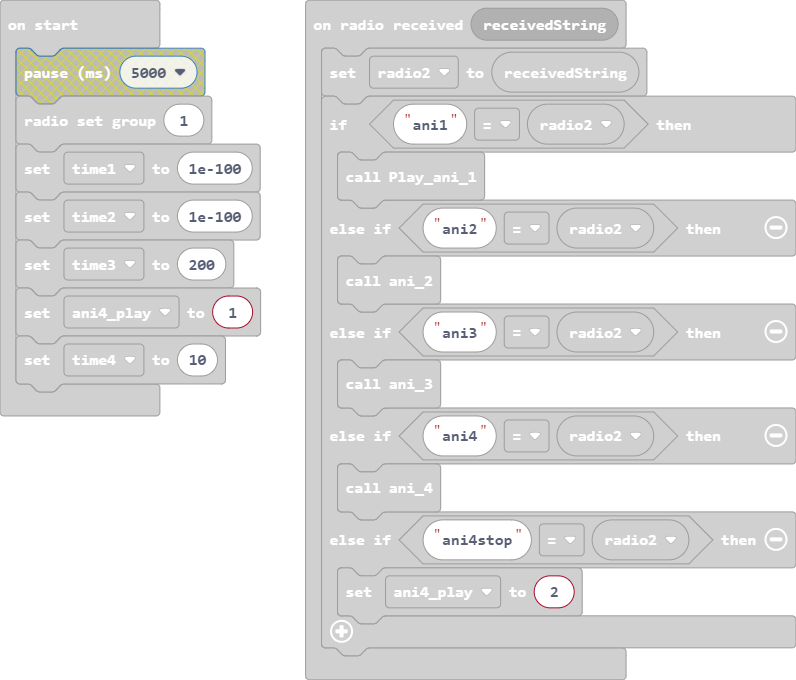 on start
pause (ms) 5000
radio set group 1
set time1 to 1e-100
set time2 to 1e-100
set time3 to 200
set ani4_play to 1
set time4 to 10
on radio received receivedString
set radio2 to receivedString
if "ani1" = radio2 then
call Play_ani_1
else if "ani2" = radio2 then
call ani_2
else if "ani3" = radio2 then
call ani_3
else if "ani4" = radio2 then
call ani_4
else if "ani4stop" = radio2 then
set ani4_play to 2